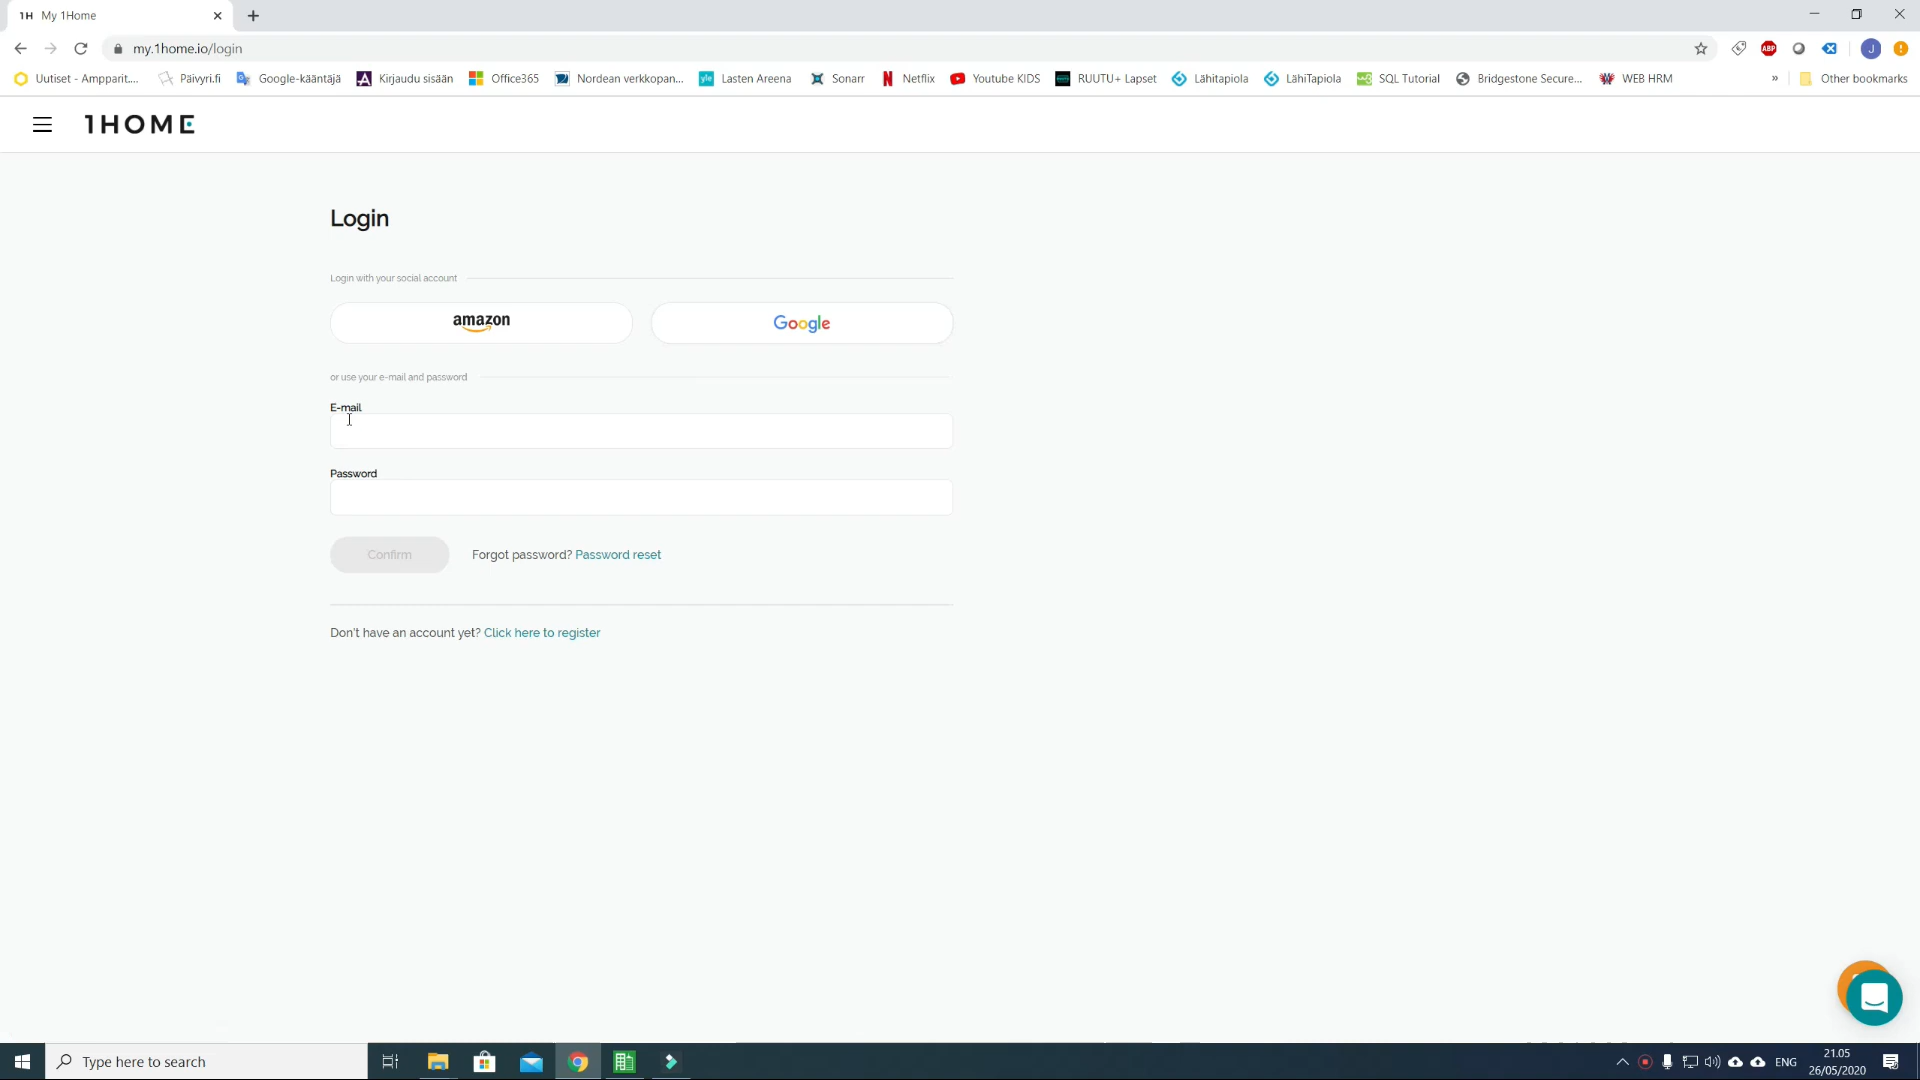 1H My 1Home
my.1home.io/login
Uutiset - Ampparit.... Päivyri.fi Google-kääntäjä Kirjaudu sisään Office365 Nordean verkkopan... yle Lasten Areena Sonarr Netflix Youtube KIDS RUUTU+ Lapset Lähitapiola LähiTapiola SQL Tutorial Bridgestone Secure... WEB HRM » Other bookmarks
ABP J
1HOME
Login
Login with your social account
amazon Google
or use your e-mail and password
E-mail
Password
Confirm Forgot password? Password reset
Don't have an account yet? Click here to register
Type here to search
ENG
21.05
26/05/2020